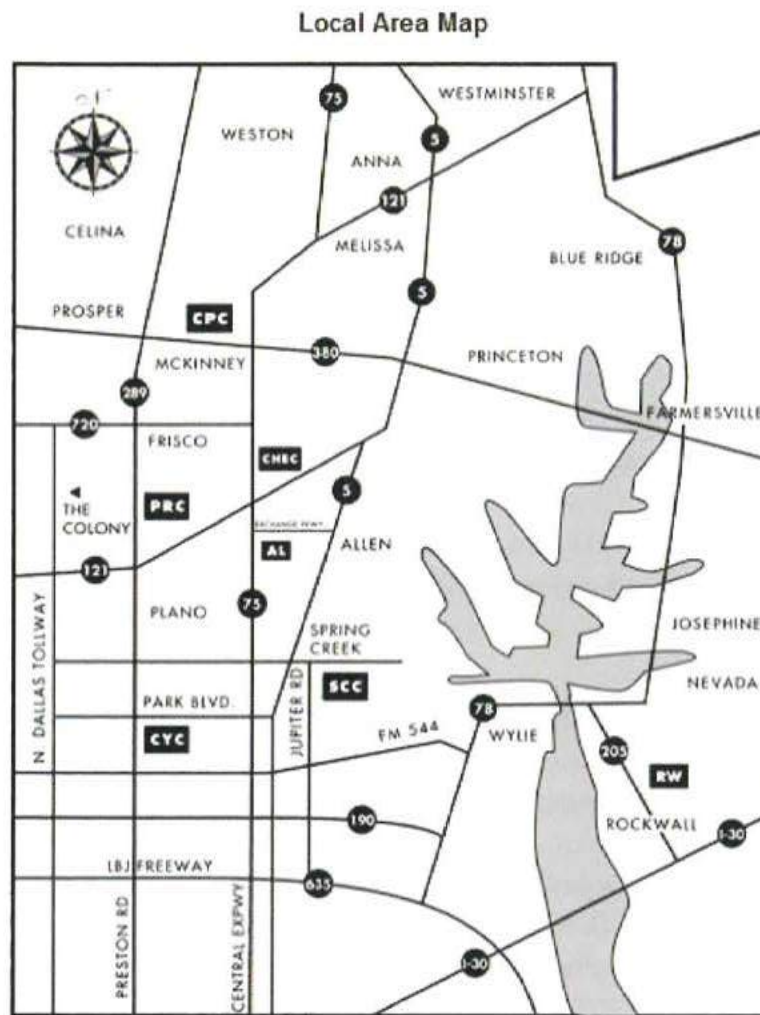 Local Area Map
WESTMINSTER
75
WESTON
5
ANNA
121
CELINA
MELISSA
78
BLUE RIDGE
5
PROSPER
CPC
380
PRINCETON
MCKINNEY
289
FARMERSVILLE
720
FRISCO
CHEC
5
THE
COLONY
PRC
EXCHANGE PKWY.
AL
ALLEN
121
75
PLANO
SPRING
CREEK
JOSEPHINE
N DALLAS TOLLWAY
SCC
NEVADA
PARK BLVD.
JUPITER RD
78
FM 544
WYLIE
CYC
205
RW
190
ROCKWALL
I-30
LBJ FREEWAY
635
PRESTON RD
CENTRAL EXPWY
I-30